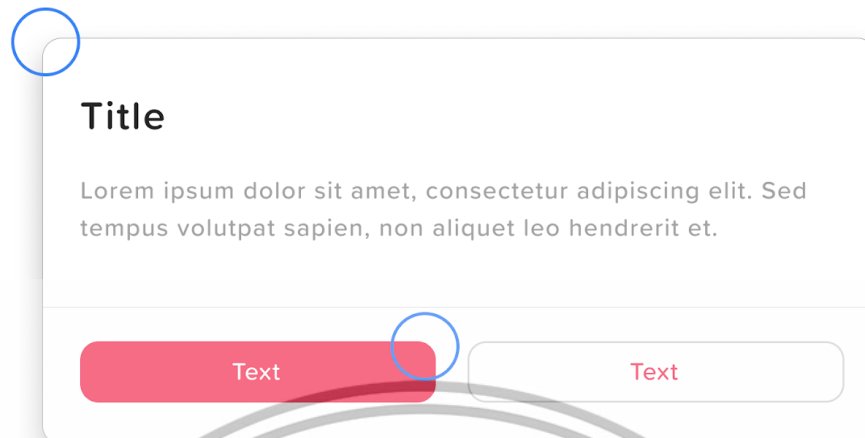 Title
Lorem ipsum dolor sit amet, consectetur adipiscing elit. Sed
tempus volutpat sapien, non aliquet leo hendrerit et.
Text
Text